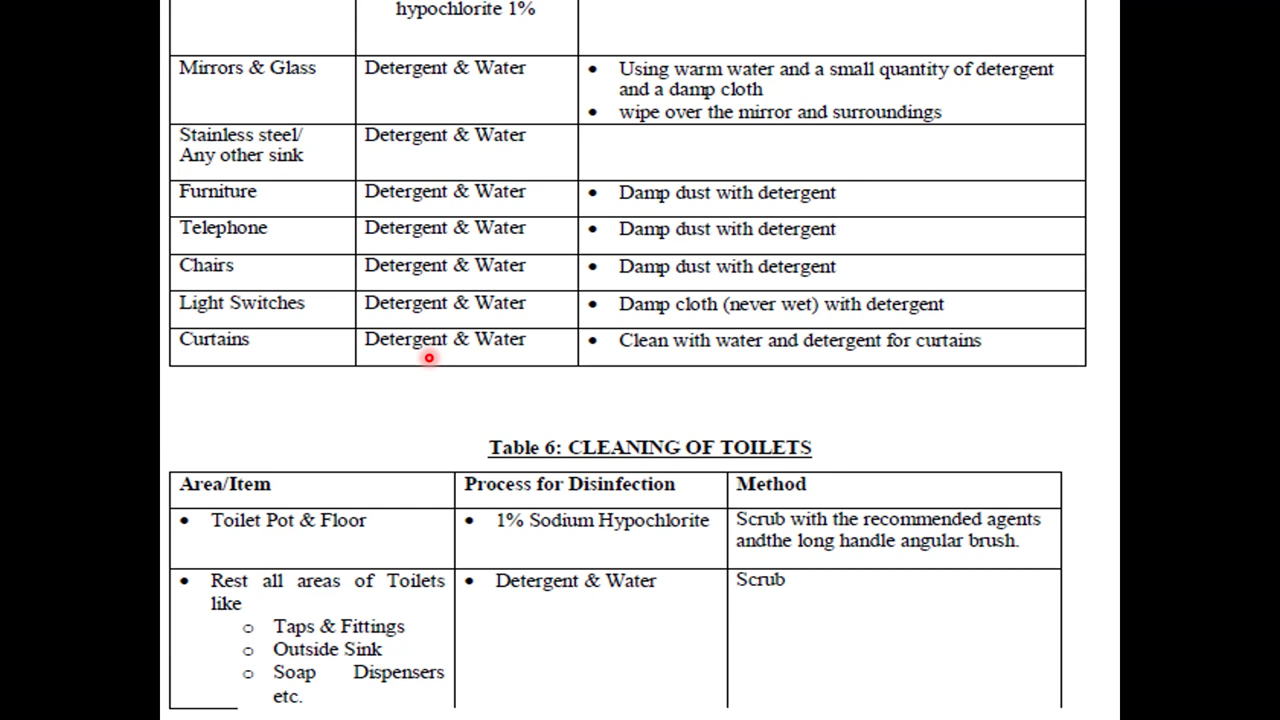 hypochlorite 1%
Mirrors & Glass
Detergent & Water
• Using warm water and a small quantity of detergent
and a damp cloth
• wipe over the mirror and surroundings
Stainless steel/
Any other sink
Detergent & Water
Furniture
Detergent & Water
• Damp dust with detergent
Telephone
Detergent & Water
• Damp dust with detergent
Chairs
Detergent & Water
• Damp dust with detergent
Light Switches
Detergent & Water
• Damp cloth (never wet) with detergent
Curtains
Detergent & Water
• Clean with water and detergent for curtains
Table 6: CLEANING OF TOILETS
Area/Item
Process for Disinfection
Method
• Toilet Pot & Floor
• 1% Sodium Hypochlorite
Scrub with the recommended agents
andthe long handle angular brush.
• Rest all areas of Toilets
like
o Taps & Fittings
o Outside Sink
o Soap Dispensers
etc.
• Detergent & Water
Scrub